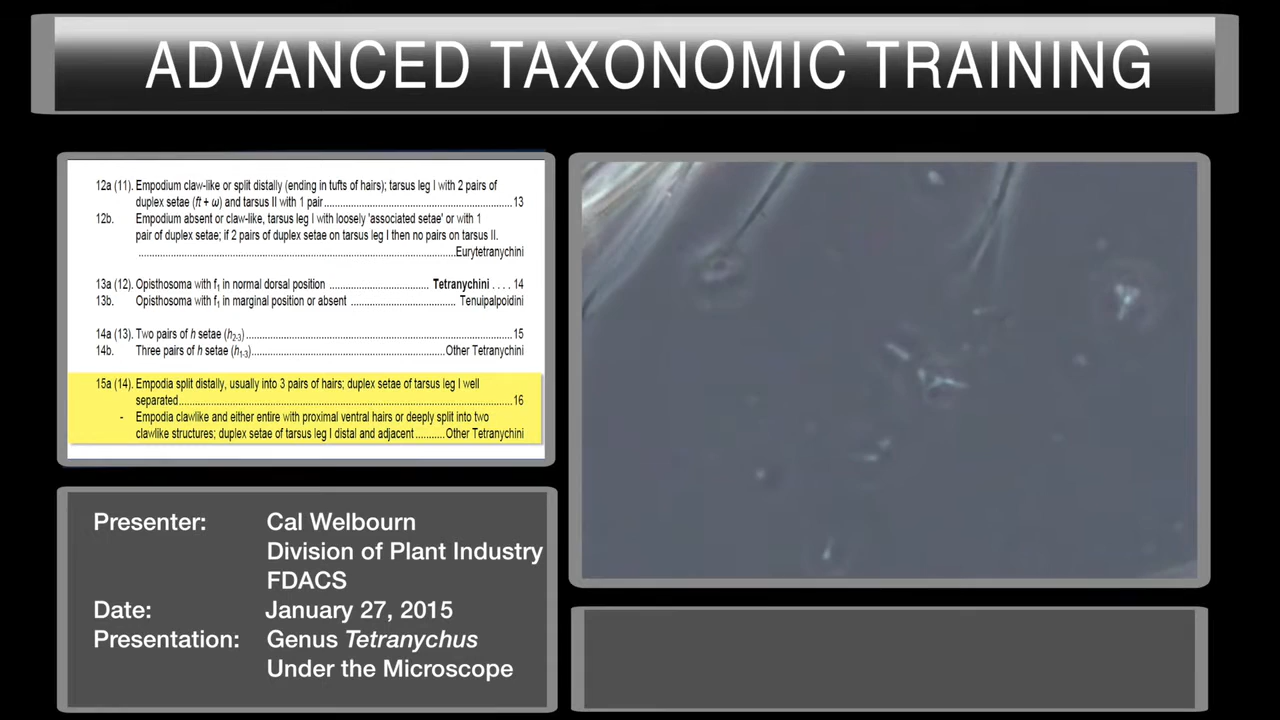 ADVANCED TAXONOMIC TRAINING
12a (11). Empodium claw-like or split distally (ending in tufts of hairs); tarsus leg I with 2 pairs of
duplex setae (ft + ω) and tarsus II with 1 pair..................................................................13
12b. Empodium absent or claw-like, tarsus leg I with loosely 'associated setae' or with 1
pair of duplex setae; if 2 pairs of duplex setae on tarsus leg I then no pairs on tarsus II.
....................................................................................................................Eurytetranychini
13a (12). Opisthosoma with f1 in normal dorsal position .................................... Tetranychini . . . . 14
13b. Opisthosoma with f1 in marginal position or absent ...................................... Tenuipalpoidini
14a (13). Two pairs of h setae (h2-3)................................................................................................15
14b. Three pairs of h setae (h1-3).....................................................................Other Tetranychini
15a (14). Empodia split distally, usually into 3 pairs of hairs; duplex setae of tarsus leg I well
separated........................................................................................................................16
- Empodia clawlike and either entire with proximal ventral hairs or deeply split into two
clawlike structures; duplex setae of tarsus leg I distal and adjacent ..........Other Tetranychini
Presenter: Cal Welbourn
Division of Plant Industry
FDACS
Date: January 27, 2015
Presentation: Genus Tetranychus
Under the Microscope